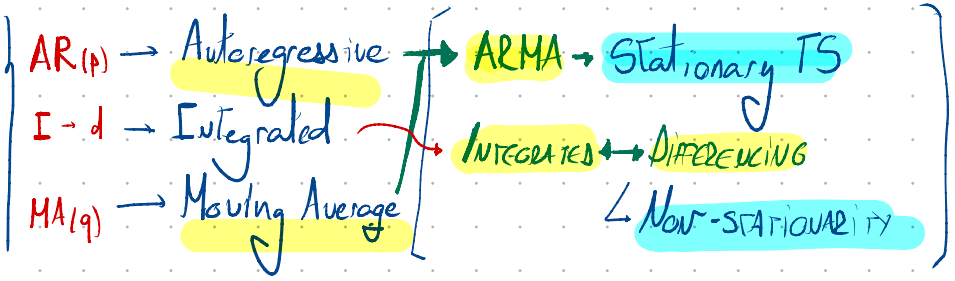 AR(p) → Autoregressive → ARMA → Stationary TS
I → d → Integrated → INTEGRATED ↔ DIFFERENCING
↳ NON-STATIONARITY
MA(q) → Moving Average